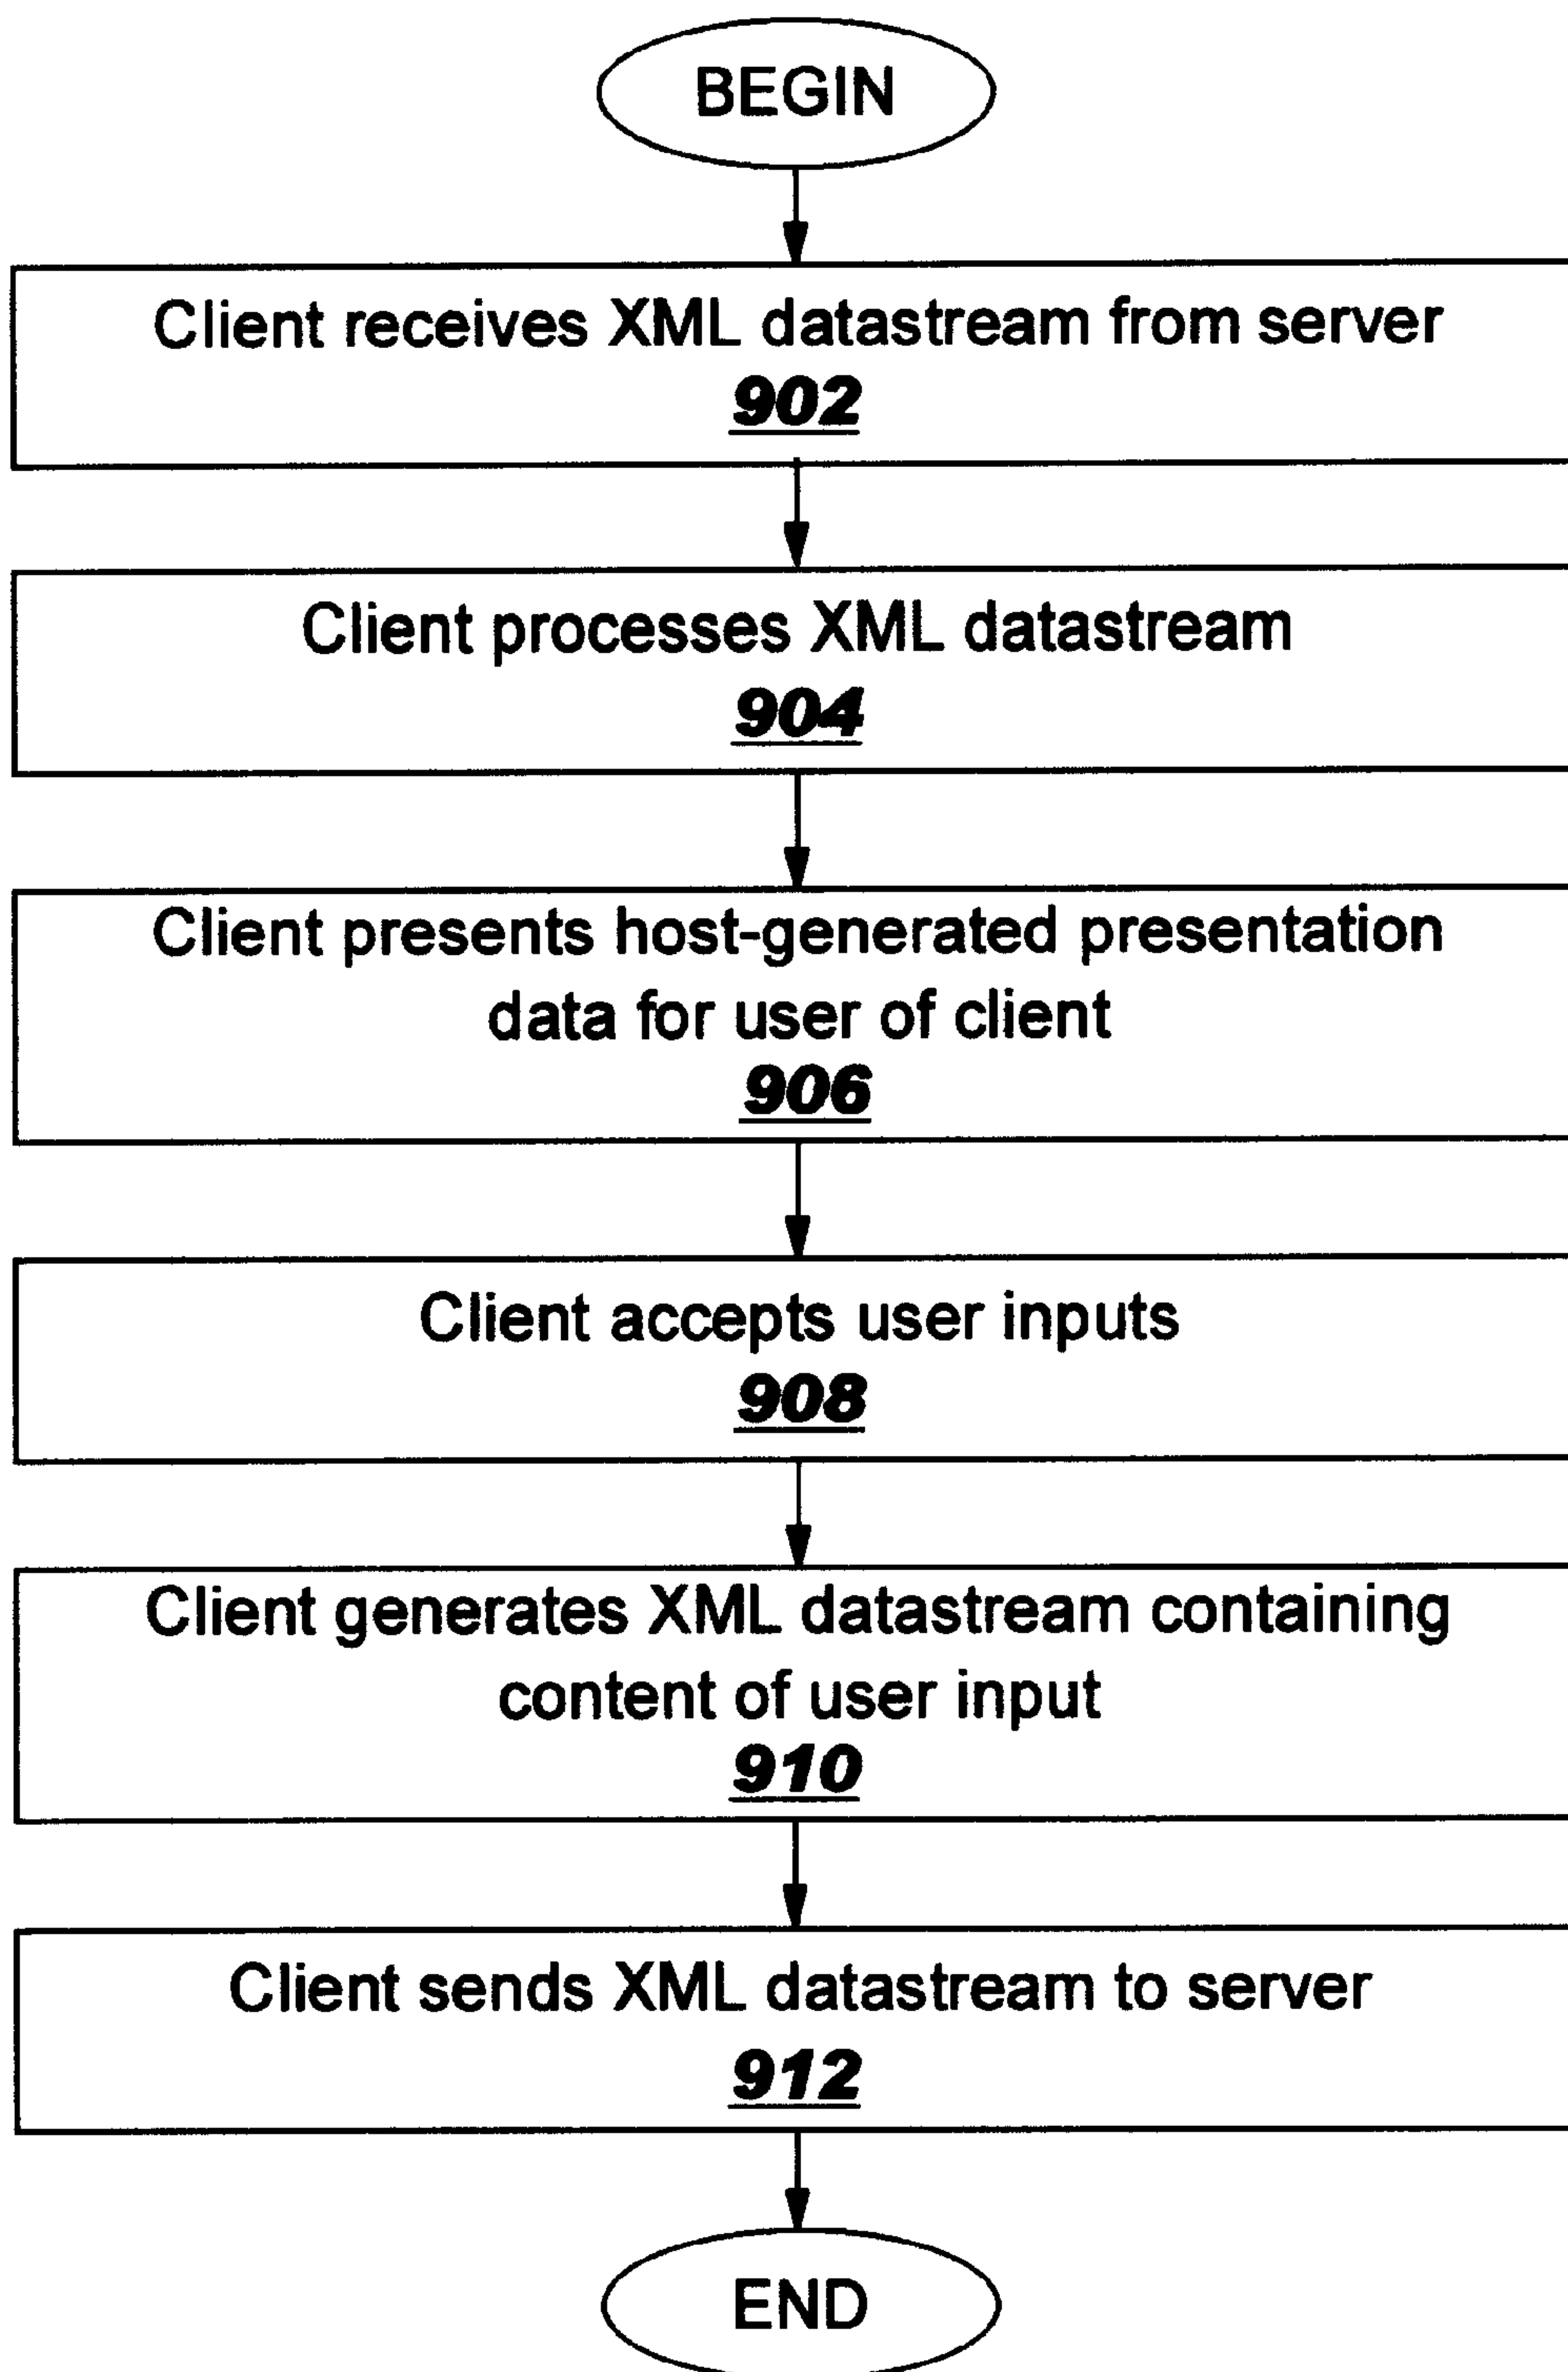 BEGIN
Client receives XML datastream from server
902
Client processes XML datastream
904
Client presents host-generated presentation
data for user of client
906
Client accepts user inputs
908
Client generates XML datastream containing
content of user input
910
Client sends XML datastream to server
912
END